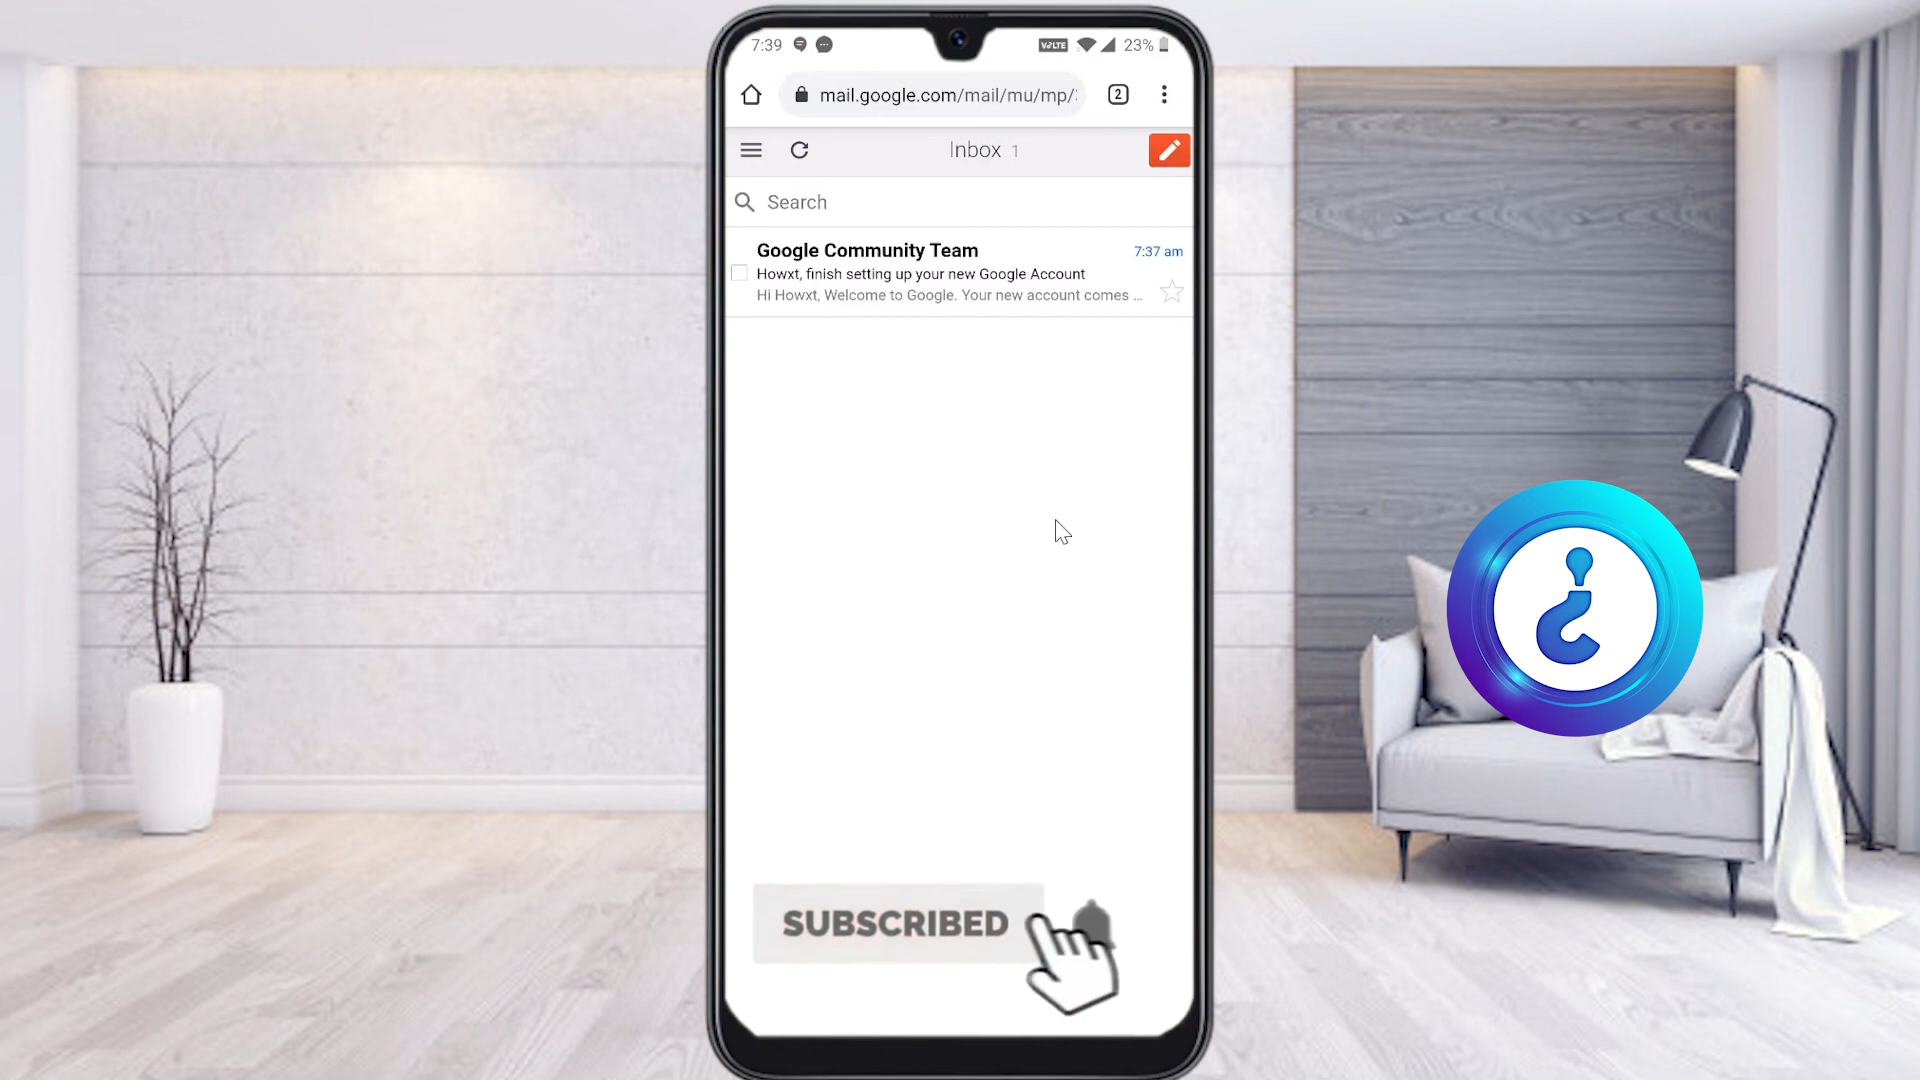 7:39
VoLTE
23%
mail.google.com/mail/mu/mp/
2
Inbox 1
Search
Google Community Team
7:37 am
Howxt, finish setting up your new Google Account
Hi Howxt, Welcome to Google. Your new account comes ...
SUBSCRIBED